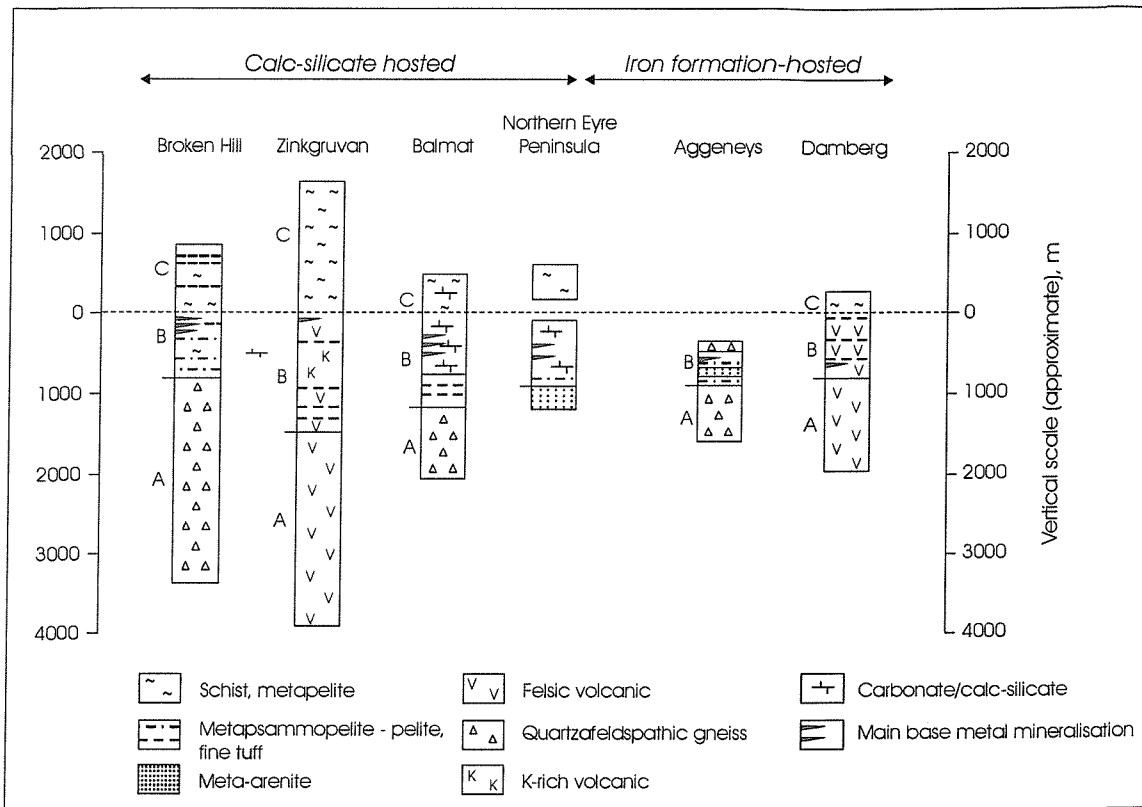 Calc-silicate hosted
Iron formation-hosted
Broken Hill
Zinkgruvan
Balmat
Northern Eyre
Peninsula
Aggeneys
Damberg
2000
1000
0
1000
2000
3000
4000
C
B
A
C
B
A
C
B
A
B
A
C
B
A
V
K
2000
1000
0
1000
2000
3000
4000
Vertical scale (approximate), m
Schist, metapelite
Metapsammopelite - pelite,
fine tuff
Meta-arenite
V V
Felsic volcanic
Quartzafeldspathic gneiss
K K
K-rich volcanic
Carbonate/calc-silicate
Main base metal mineralisation